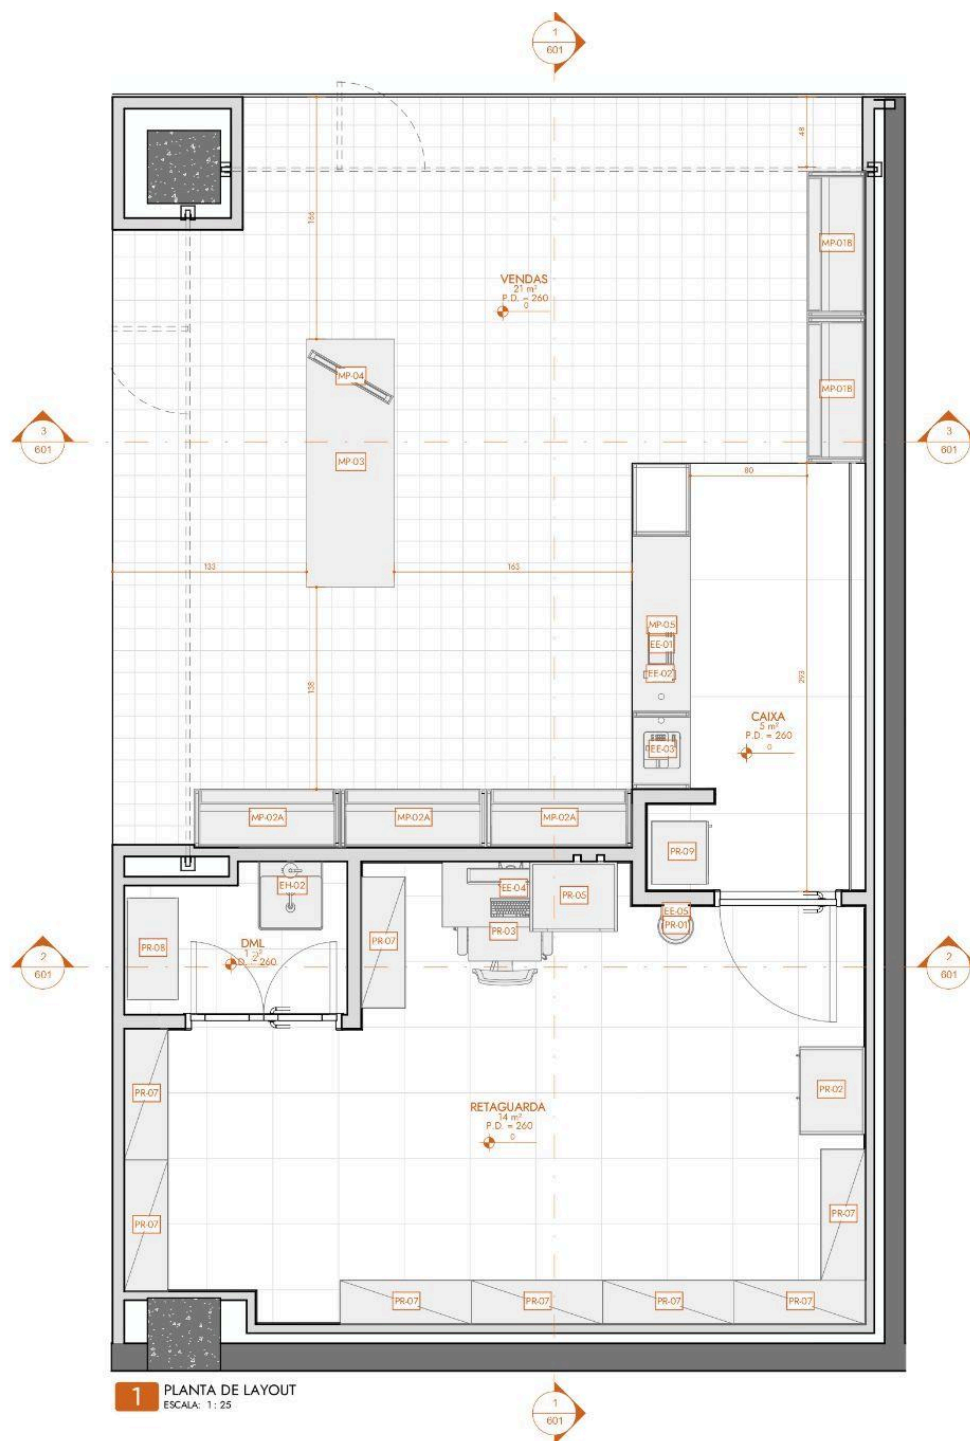 1
601
48
166
MP-01B
VENDAS
21 m²
P.D. = 260
0
MP-04
MP-01B
3
601
3
601
MP-03
80
133
163
MP-05
EE-01
EE-02
293
138
CAIXA
5 m²
P.D. = 260
0
EE-03
MP-02A
MP-02A
MP-02A
PR-09
EH-02
EE-04
PR-05
EE-05
PR-01
PR-03
PR-08
DML
PR-07
260
2
601
2
601
PR-02
PR-07
RETAGUARDA
14 m²
P.D. = 260
0
PR-07
PR-07
PR-07
PR-07
PR-07
PR-07
1
PLANTA DE LAYOUT
ESCALA: 1 : 25
1
601